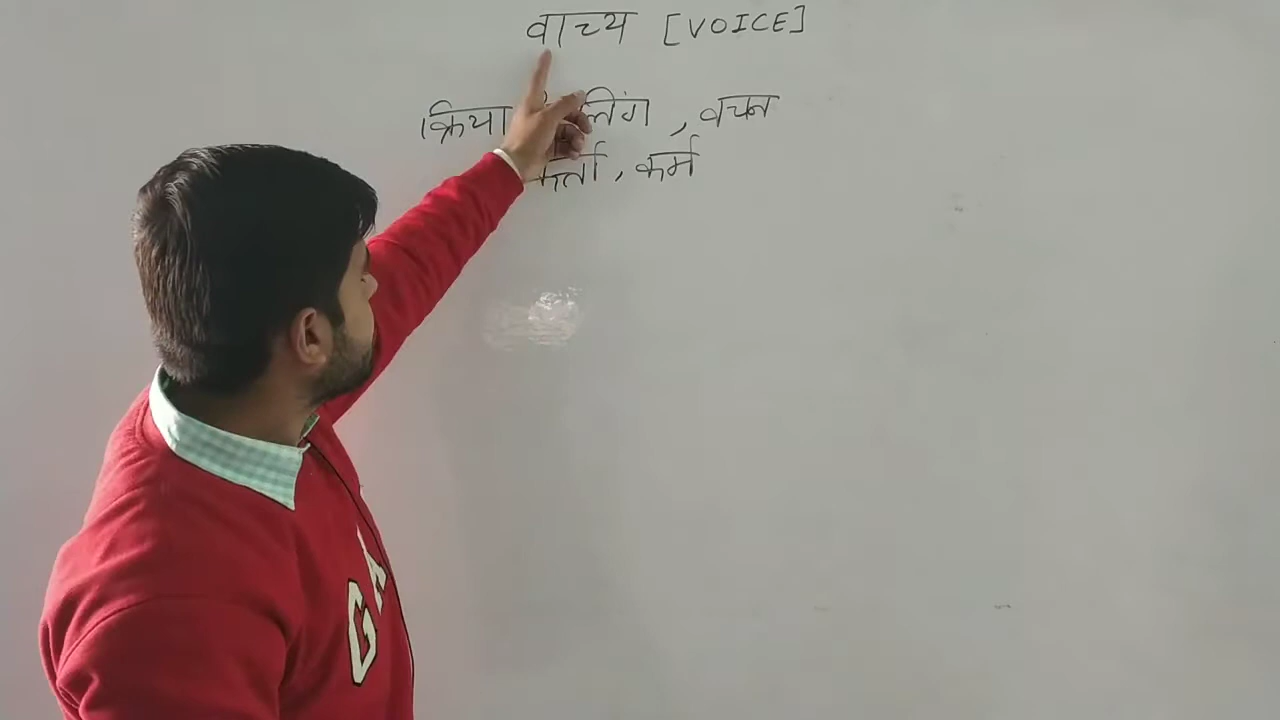 वाच्य [VOICE]
क्रिया लिंग, वचन
कर्ता, कर्म
G